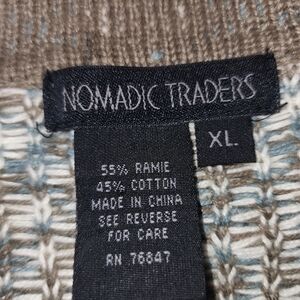 NOMADIC TRADERS
XL
55% RAMIE
45% COTTON
MADE IN CHINA
SEE REVERSE
FOR CARE
RN 76847